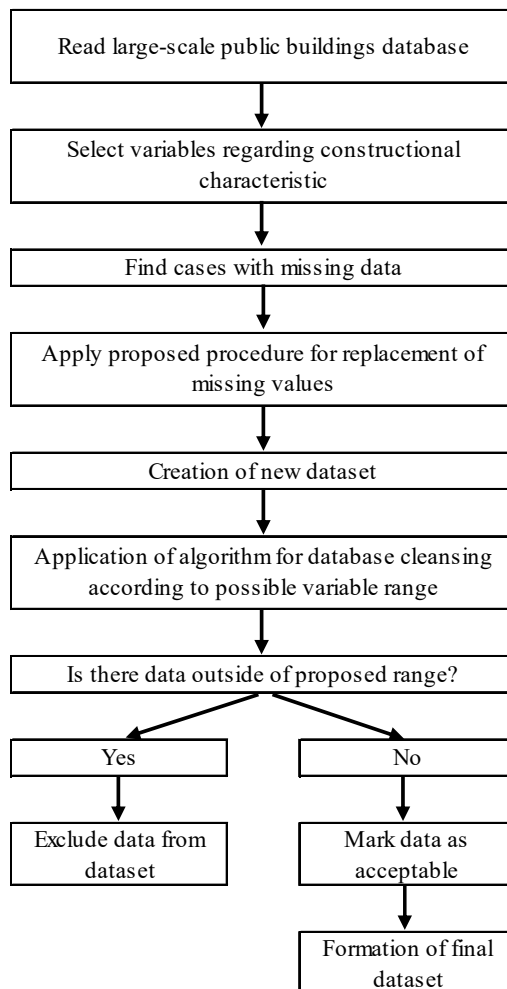 Read large-scale public buildings database
Select variables regarding constructional
characteristic
Find cases with missing data
Apply proposed procedure for replacement of
missing values
Creation of new dataset
Application of algorithm for database cleansing
according to possible variable range
Is there data outside of proposed range?
Yes
No
Exclude data from
dataset
Mark data as
acceptable
Formation of final
dataset